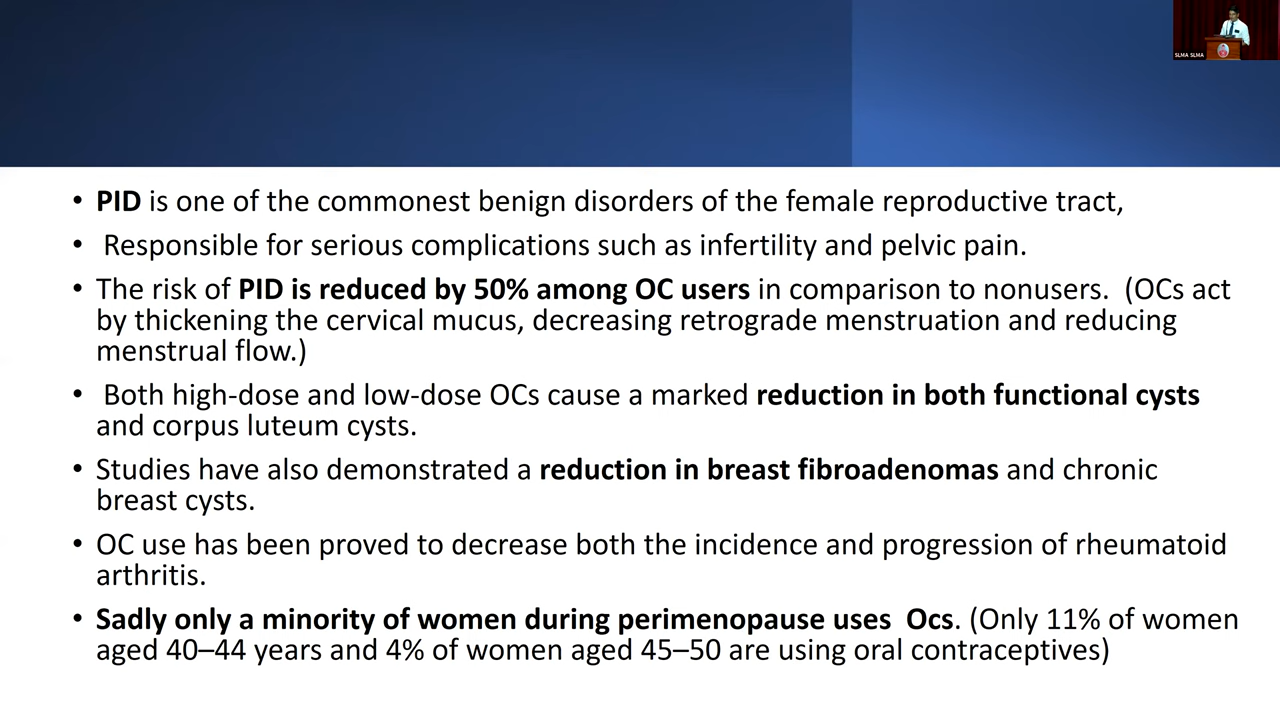 SLMA SLMA
• PID is one of the commonest benign disorders of the female reproductive tract,
• Responsible for serious complications such as infertility and pelvic pain.
• The risk of PID is reduced by 50% among OC users in comparison to nonusers. (OCs act
by thickening the cervical mucus, decreasing retrograde menstruation and reducing
menstrual flow.)
• Both high-dose and low-dose OCs cause a marked reduction in both functional cysts
and corpus luteum cysts.
• Studies have also demonstrated a reduction in breast fibroadenomas and chronic
breast cysts.
• OC use has been proved to decrease both the incidence and progression of rheumatoid
arthritis.
• Sadly only a minority of women during perimenopause uses Ocs. (Only 11% of women
aged 40–44 years and 4% of women aged 45–50 are using oral contraceptives)